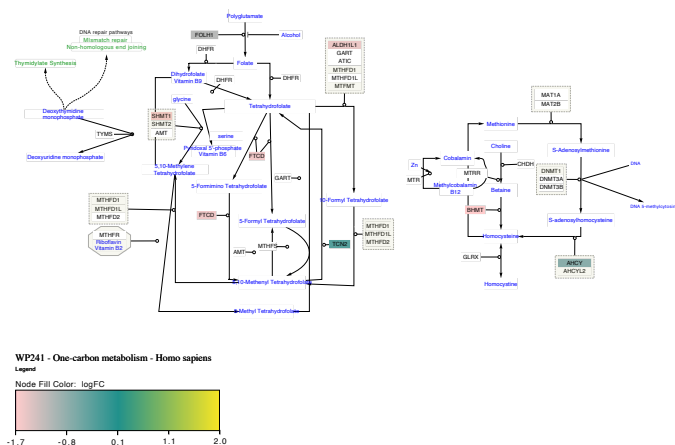 Polyglutamate
FOLH1
Alcohol
DNA repair pathways
Mismatch repair
Non-homologous end joining
Thymidylate Synthesis
DHFR
Folate
Dihydrofolate
Vitamin B9
DHFR
DHFR
ALDH1L1
GART
ATIC
MTHFD1
MTHFD1L
MTFMT
glycine
Tetrahydrofolate
Deoxythymidine
monophosphate
SHMT1
SHMT2
AMT
TYMS
serine
Pyridoxal 5'-phosphate
Vitamin B6
FTCD
Deoxyuridine monophosphate
5,10-Methylene
Tetrahydrofolate
GART
5-Formimino Tetrahydrofolate
10-Formyl Tetrahydrofolate
MTHFD1
MTHFD1L
MTHFD2
FTCD
5-Formyl Tetrahydrofolate
MTHFR
Riboflavin
Vitamin B2
AMT
MTHFS
TCN2
MTHFD1
MTHFD1L
MTHFD2
5,10-Methenyl Tetrahydrofolate
5-Methyl Tetrahydrofolate
MAT1A
MAT2B
Methionine
Choline
S-Adenosylmethionine
Cobalamin
Zn
MTR
MTRR
CHDH
DNMT1
DNMT3A
DNMT3B
DNA
Methylcobalamin
B12
Betaine
DNA 5-methylcytosine
BHMT
S-adenosylhomocysteine
Homocysteine
GLRX
AHCY
AHCYL2
Homocystine
WP241 - One-carbon metabolism - Homo sapiens
Legend
Node Fill Color: logFC
-1.7 -0.8 0.1 1.1 2.0